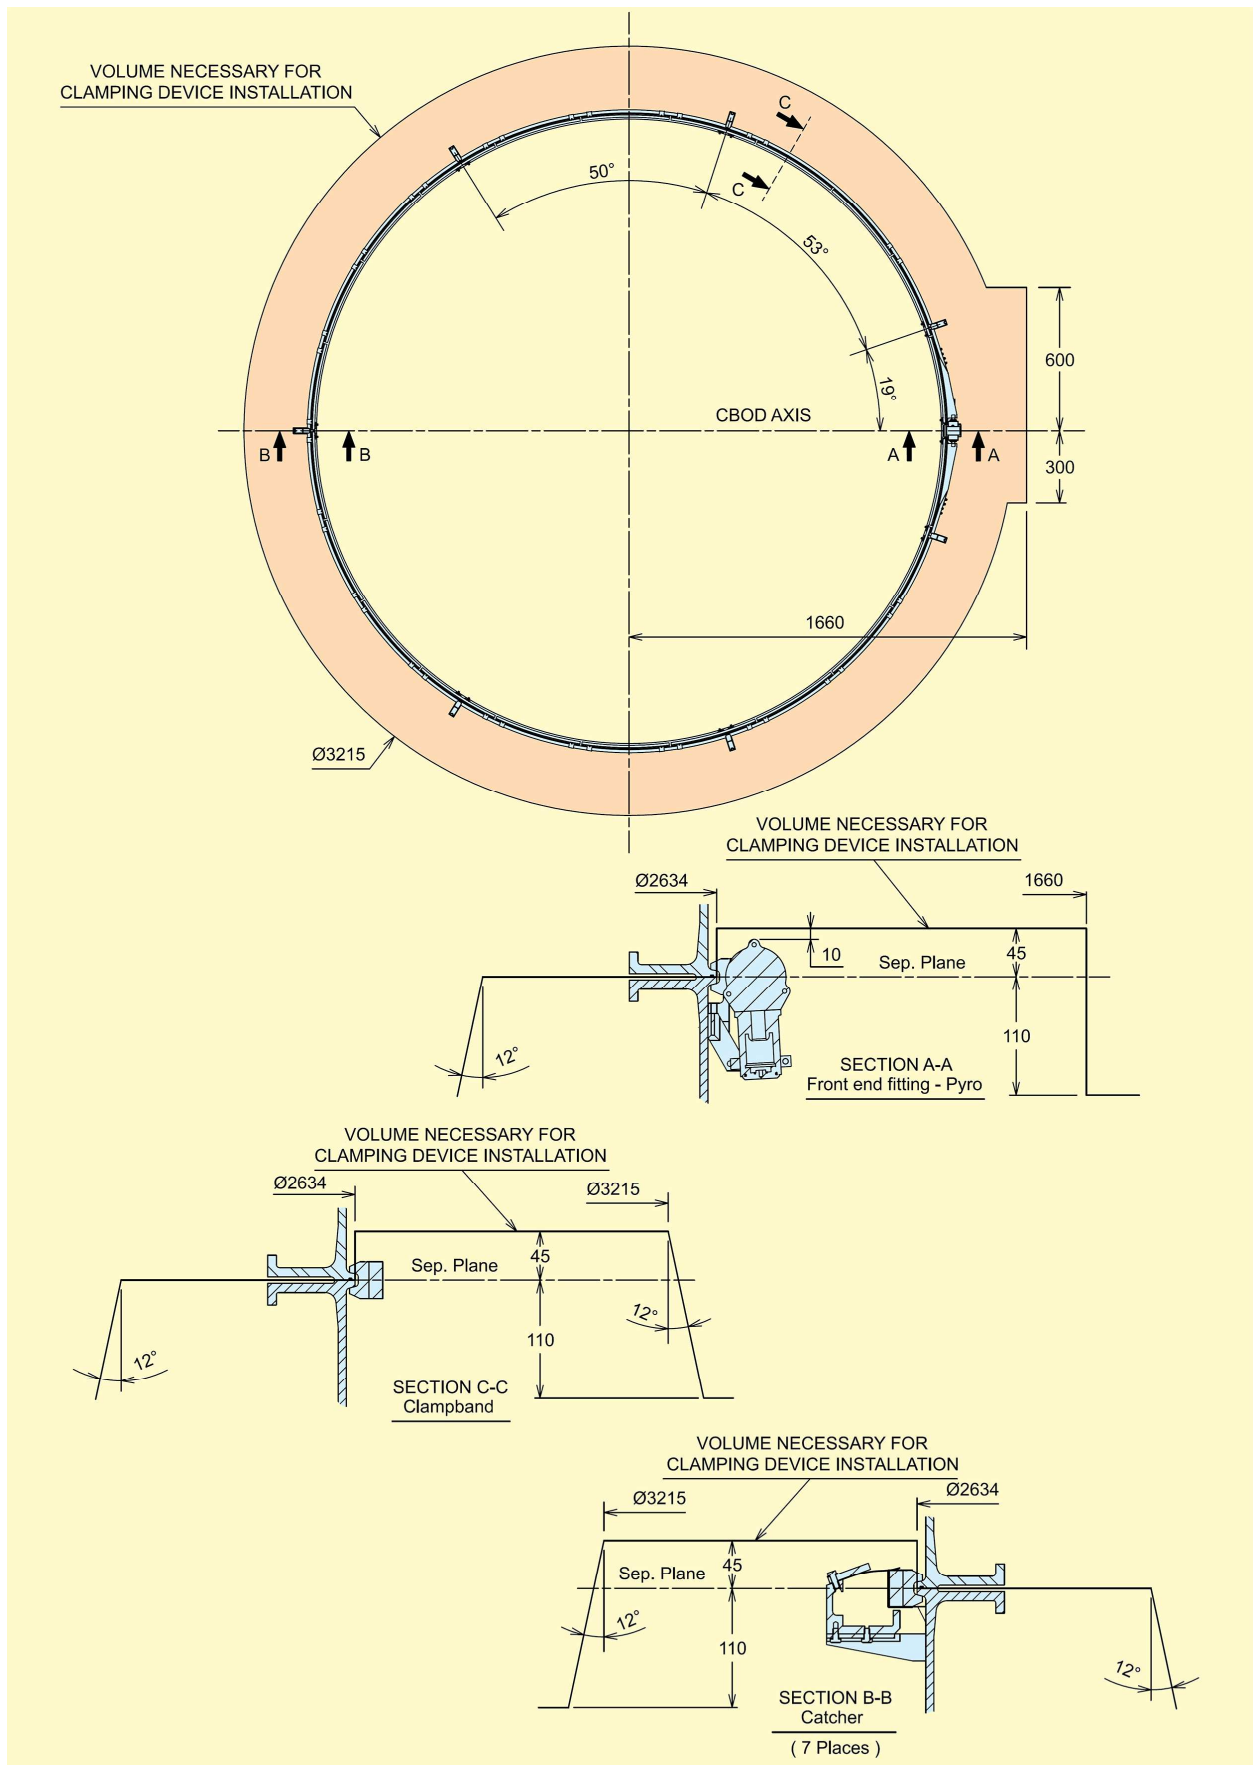 VOLUME NECESSARY FOR
CLAMPING DEVICE INSTALLATION
C
C
50°
53°
19°
600
CBOD AXIS
B
B
A
A
300
1660
Ø3215
VOLUME NECESSARY FOR
CLAMPING DEVICE INSTALLATION
Ø2634
1660
10
45
Sep. Plane
110
12°
SECTION A-A
Front end fitting - Pyro
VOLUME NECESSARY FOR
CLAMPING DEVICE INSTALLATION
Ø2634
Ø3215
45
Sep. Plane
12°
110
12°
SECTION C-C
Clampband
VOLUME NECESSARY FOR
CLAMPING DEVICE INSTALLATION
Ø3215
Ø2634
45
Sep. Plane
12°
110
12°
SECTION B-B
Catcher
( 7 Places )